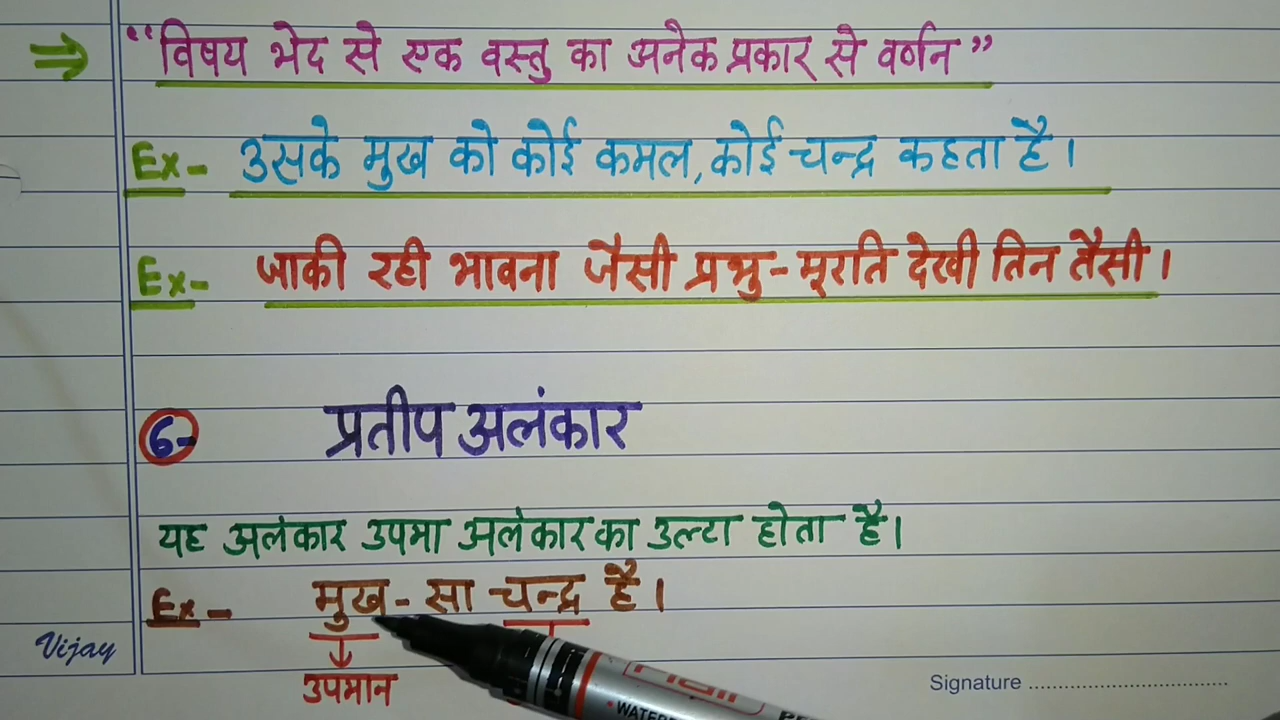 ⇒ “विषय भेद से एक वस्तु का अनेक प्रकार से वर्णन”
Ex- उसके मुख को कोई कमल, कोई चन्द्र कहता है।
Ex- जाकी रही भावना जैसी प्रभु-मूरति देखी तिन तैसी।
6- प्रतीप अलंकार
यह अलंकार उपमा अलंकार का उल्टा होता है।
Ex- मुख-सा चन्द्र है।
उपमान
Vijay
Signature ....................................
WATER